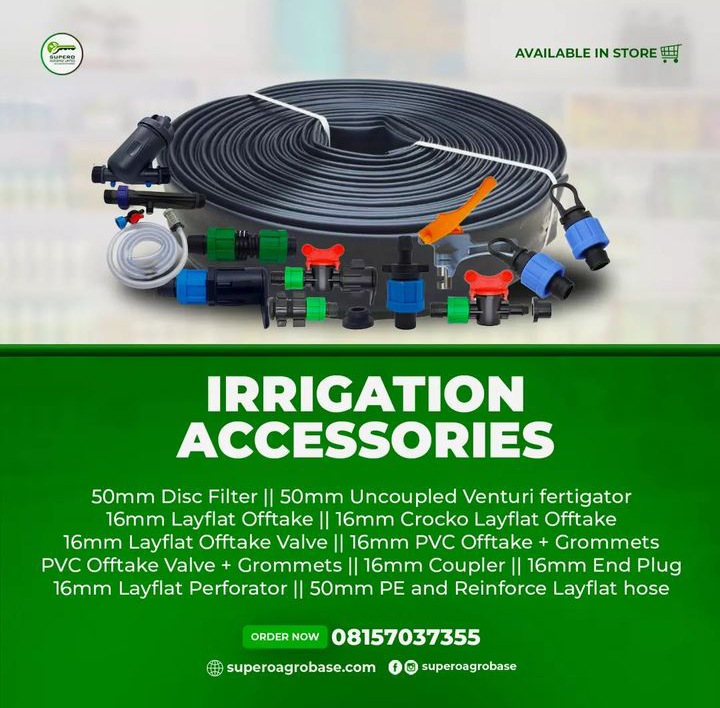 SUPERO
AVAILABLE IN STORE
IRRIGATION
ACCESSORIES
50mm Disc Filter || 50mm Uncoupled Venturi fertigator
16mm Layflat Offtake || 16mm Crocko Layflat Offtake
16mm Layflat Offtake Valve || 16mm PVC Offtake + Grommets
PVC Offtake Valve + Grommets || 16mm Coupler || 16mm End Plug
16mm Layflat Perforator || 50mm PE and Reinforce Layflat hose
ORDER NOW 08157037355
superoagrobase.com superoagrobase